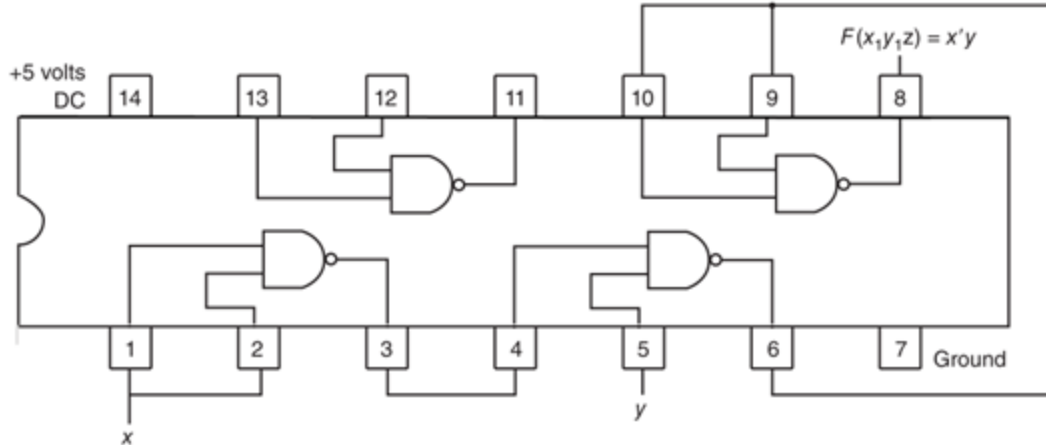 F(x₁y₁z) = x'y
+5 volts
DC
14 13 12 11 10 9 8
1 2 3 4 5 6 7 Ground
x y